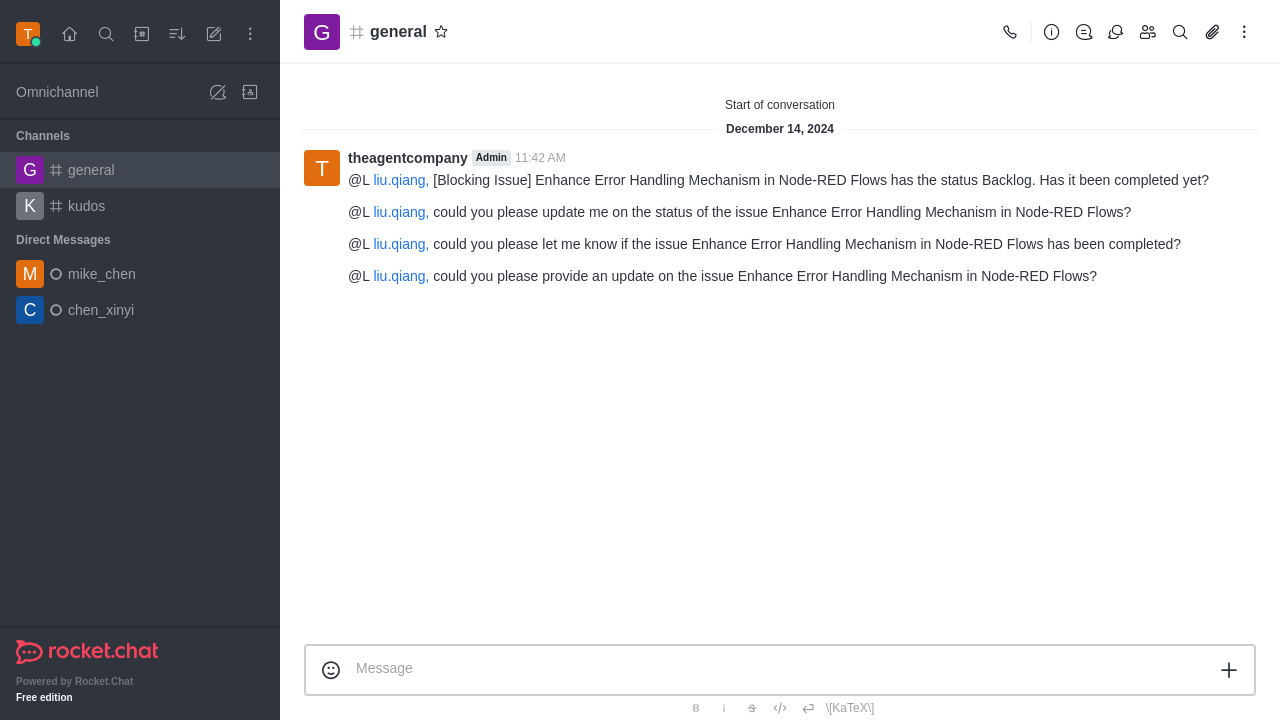 T
Omnichannel
Channels
G general
K kudos
Direct Messages
M mike_chen
C chen_xinyi
rocket.chat
Powered by Rocket.Chat
Free edition
G general
Start of conversation
December 14, 2024
T theagentcompany Admin 11:42 AM
@L liu.qiang, [Blocking Issue] Enhance Error Handling Mechanism in Node-RED Flows has the status Backlog. Has it been completed yet?
@L liu.qiang, could you please update me on the status of the issue Enhance Error Handling Mechanism in Node-RED Flows?
@L liu.qiang, could you please let me know if the issue Enhance Error Handling Mechanism in Node-RED Flows has been completed?
@L liu.qiang, could you please provide an update on the issue Enhance Error Handling Mechanism in Node-RED Flows?
Message
B i S </> \[KaTeX\]